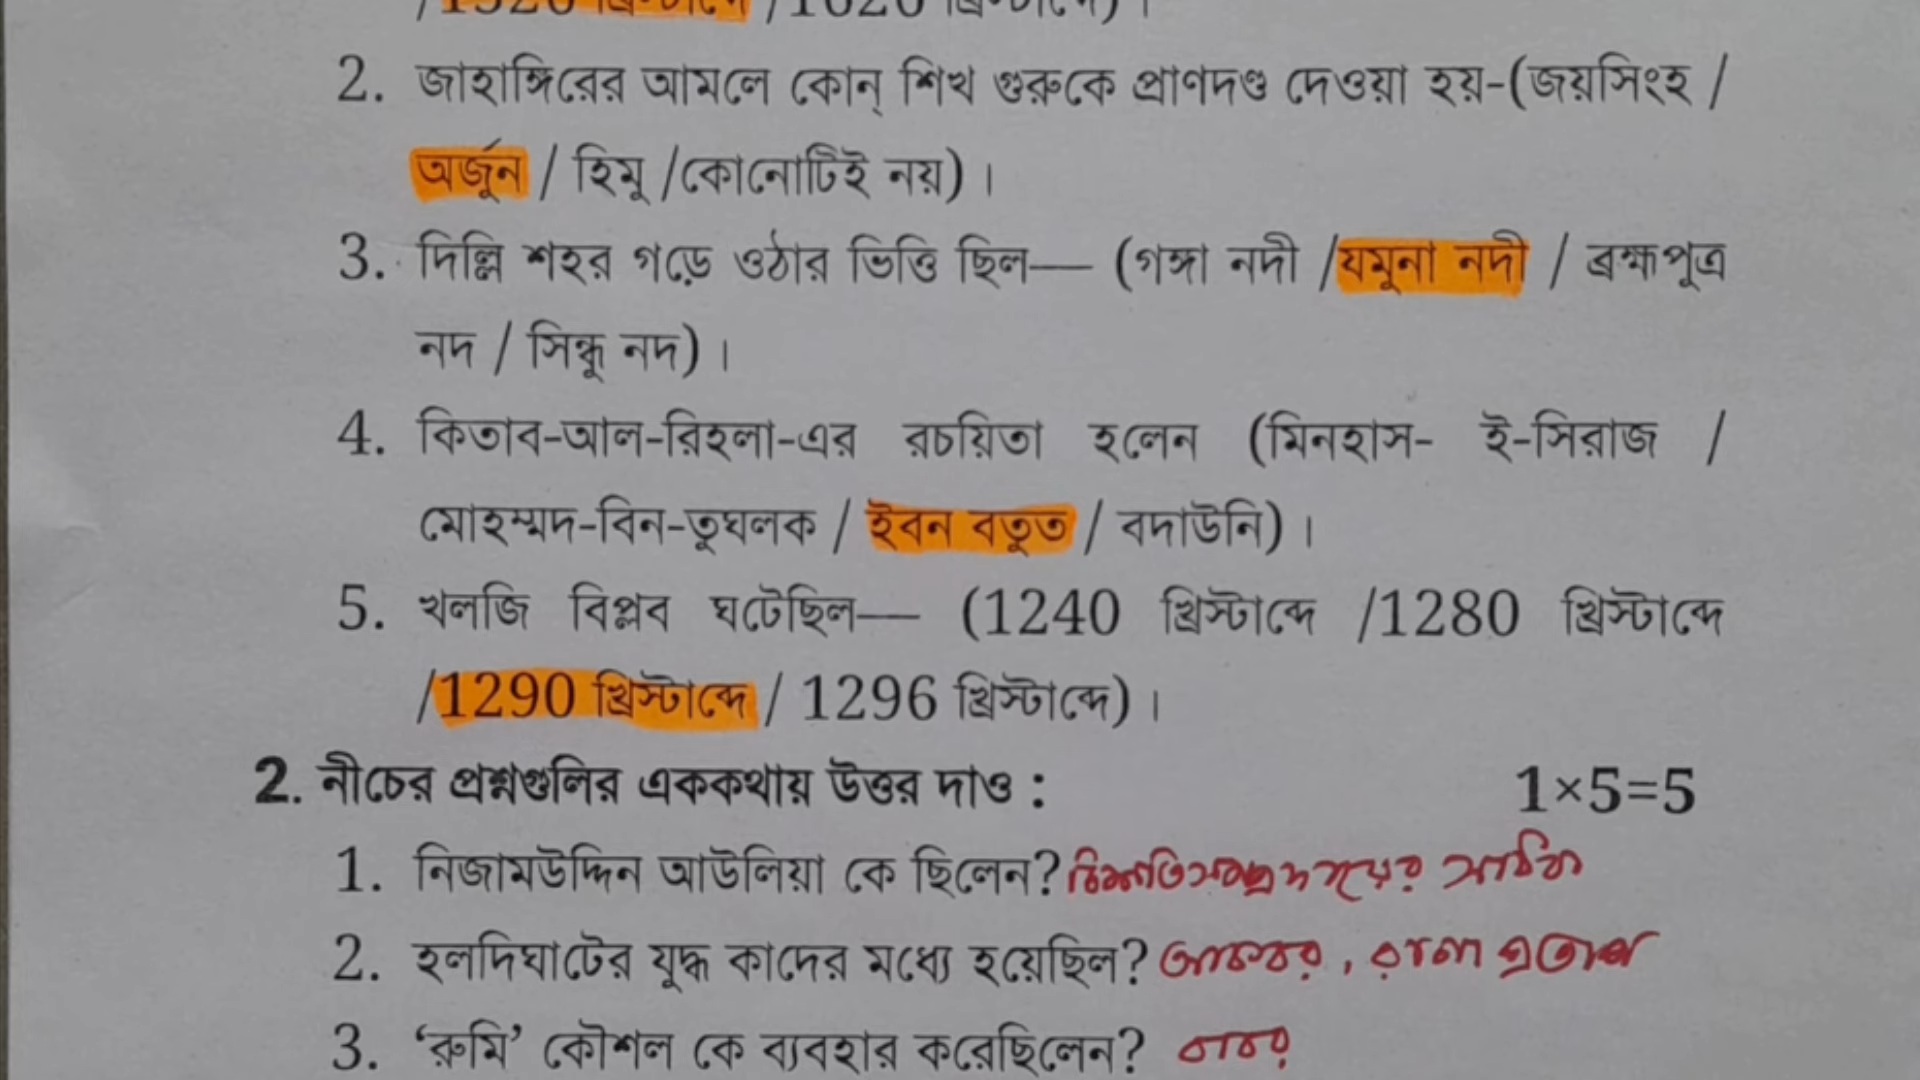 /1526 খ্রিস্টাব্দে /1626 খ্রিস্টাব্দে) ।
2. জাহাঙ্গিরের আমলে কোন্ শিখ গুরুকে প্রাণদণ্ড দেওয়া হয়-(জয়সিংহ /
অর্জুন / হিমু /কোনোটিই নয়) ।
3. দিল্লি শহর গড়ে ওঠার ভিত্তি ছিল— (গঙ্গা নদী /যমুনা নদী / ব্রহ্মপুত্র
নদ / সিন্ধু নদ) ।
4. কিতাব-আল-রিহলা-এর রচয়িতা হলেন (মিনহাস- ই-সিরাজ /
মোহম্মদ-বিন-তুঘলক / ইবন বতুত / বদাউনি) ।
5. খলজি বিপ্লব ঘটেছিল— (1240 খ্রিস্টাব্দে /1280 খ্রিস্টাব্দে
/1290 খ্রিস্টাব্দে / 1296 খ্রিস্টাব্দে) ।
2. নীচের প্রশ্নগুলির এককথায় উত্তর দাও : 1×5=5
1. নিজামউদ্দিন আউলিয়া কে ছিলেন? সাধক
2. হলদিঘাটের যুদ্ধ কাদের মধ্যে হয়েছিল? আকবর, রানা প্রতাপ
3. ‘রুমি’ কৌশল কে ব্যবহার করেছিলেন? বাবর